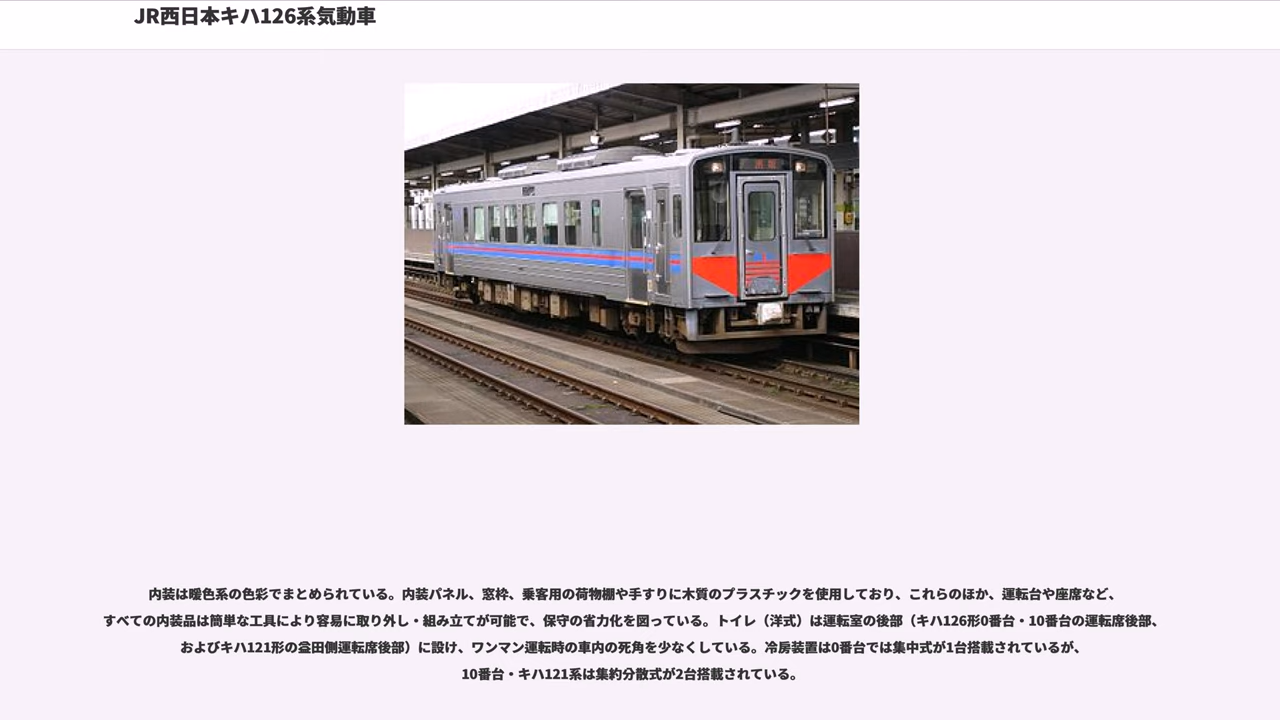 JR西日本キハ126系気動車
内装は暖色系の色彩でまとめられている。内装パネル、窓枠、乗客用の荷物棚や手すりに木質のプラスチックを使用しており、これらのほか、運転台や座席など、
すべての内装品は簡単な工具により容易に取り外し・組み立てが可能で、保守の省力化を図っている。トイレ（洋式）は運転室の後部（キハ126形0番台・10番台の運転席後部、
およびキハ121形の益田側運転席後部）に設け、ワンマン運転時の車内の死角を少なくしている。冷房装置は0番台では集中式が1台搭載されているが、
10番台・キハ121系は集約分散式が2台搭載されている。